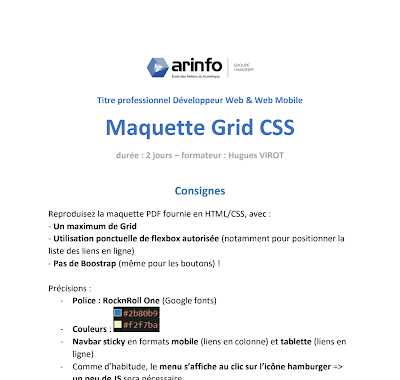 arinfo
École des Métiers du Numérique
GROUPE
Titre professionnel Développeur Web & Web Mobile
Maquette Grid CSS
durée : 2 jours – formateur : Hugues VIROT
Consignes
Reproduisez la maquette PDF fournie en HTML/CSS, avec :
- Un maximum de Grid
- Utilisation ponctuelle de flexbox autorisée (notamment pour positionner la
liste des liens en ligne)
- Pas de Boostrap (même pour les boutons) !
Précisions :
- Police : RocknRoll One (Google fonts)
#2b80b9
#f2f7ba
- Couleurs :
- Navbar sticky en formats mobile (liens en colonne) et tablette (liens en
ligne)
- Comme d’habitude, le menu s’affiche au clic sur l’icône hamburger =>
un peu de JS sera nécessaire